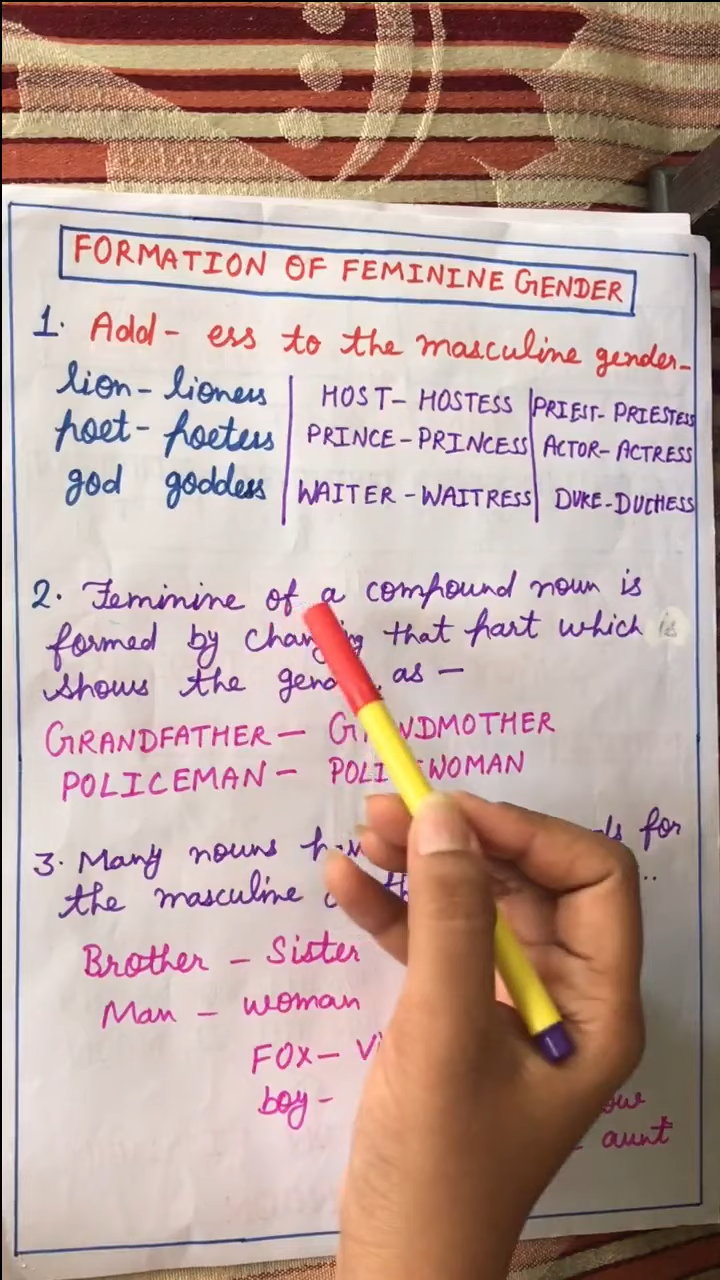 FORMATION OF FEMININE GENDER
1. Add - ess to the masculine gender -
lion - lioness
poet - poetess
god goddess
HOST - HOSTESS
PRINCE - PRINCESS
WAITER - WAITRESS
PRIEST - PRIESTESS
ACTOR - ACTRESS
DUKE - DUCHESS
2. Feminine of a compound noun is
formed by that part which is
shows the as -
GRANDFATHER -
POLICEMAN -
3. Many nouns for
the masculine
Brother - Sister
Man - woman
FOX -
boy -
aunt